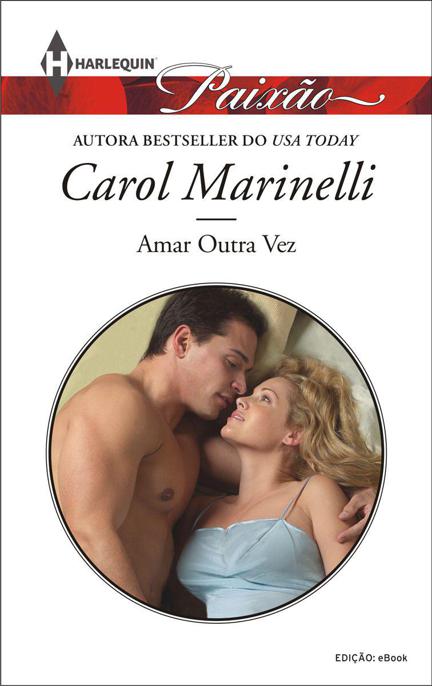 HARLEQUIN®
Paixão
AUTORA BESTSELLER DO USA TODAY
Carol Marinelli
Amar Outra Vez
EDIÇÃO: eBook